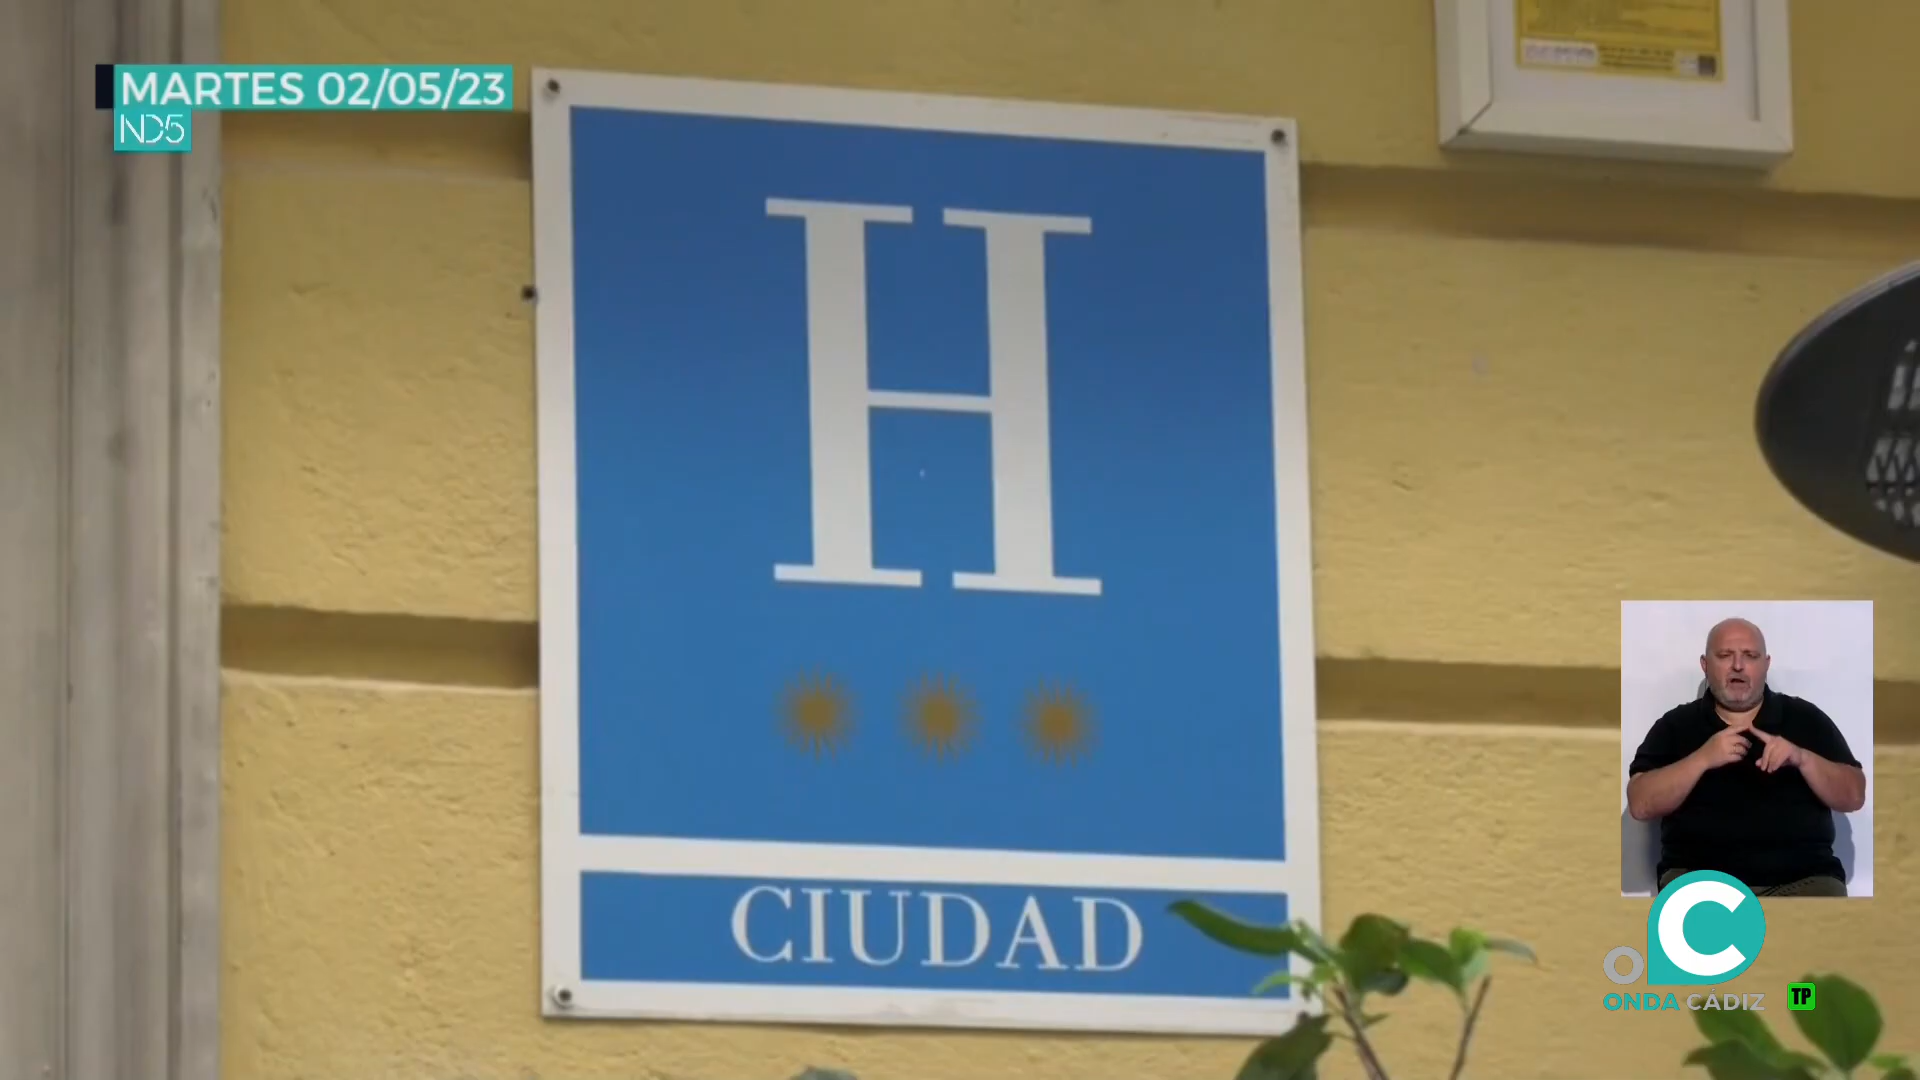 MARTES 02/05/23
ND5
H
CIUDAD
ONDA CÁDIZ
TP